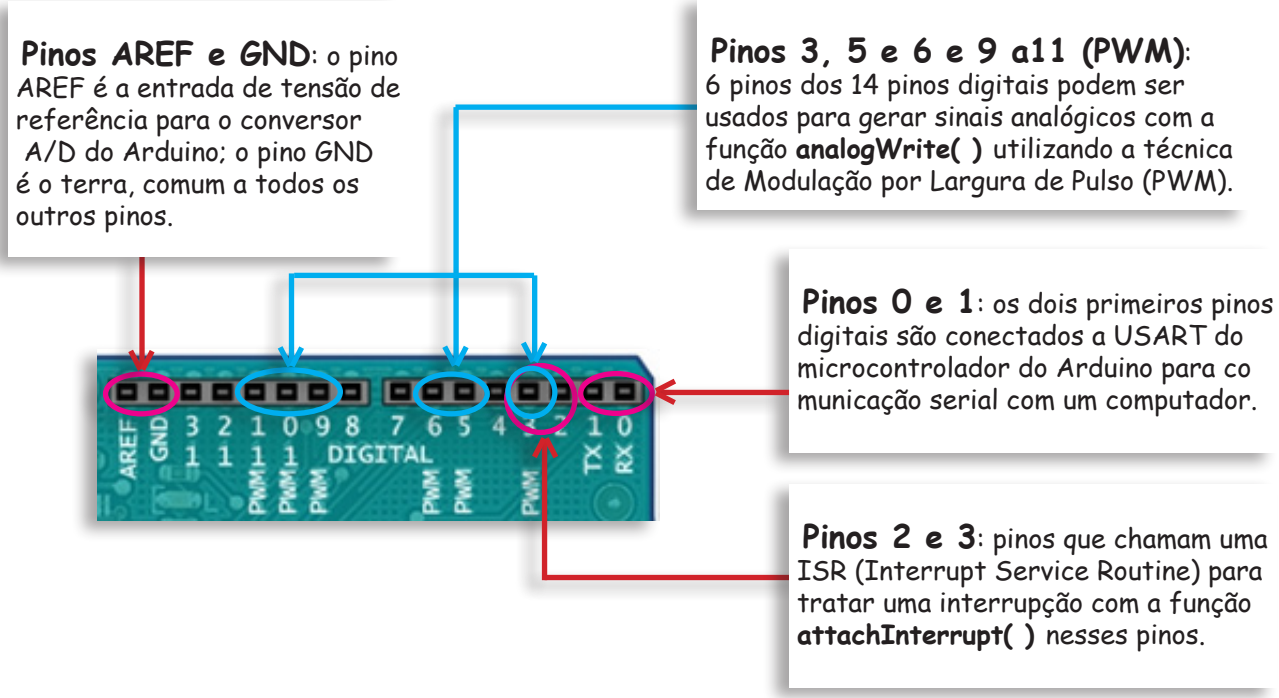 Pinos AREF e GND: o pino
AREF é a entrada de tensão de
referência para o conversor
A/D do Arduino; o pino GND
é o terra, comum a todos os
outros pinos.
Pinos 3, 5 e 6 e 9 a11 (PWM):
6 pinos dos 14 pinos digitais podem ser
usados para gerar sinais analógicos com a
função analogWrite( ) utilizando a técnica
de Modulação por Largura de Pulso (PWM).
Pinos 0 e 1: os dois primeiros pinos
digitais são conectados a USART do
microcontrolador do Arduino para co
municação serial com um computador.
AREF GND 13 12 11 10 9 8 7 6 5 4 3 2 1 0
PWM PWM PWM DIGITAL PWM PWM PWM TX RX
L
Pinos 2 e 3: pinos que chamam uma
ISR (Interrupt Service Routine) para
tratar uma interrupção com a função
attachInterrupt( ) nesses pinos.